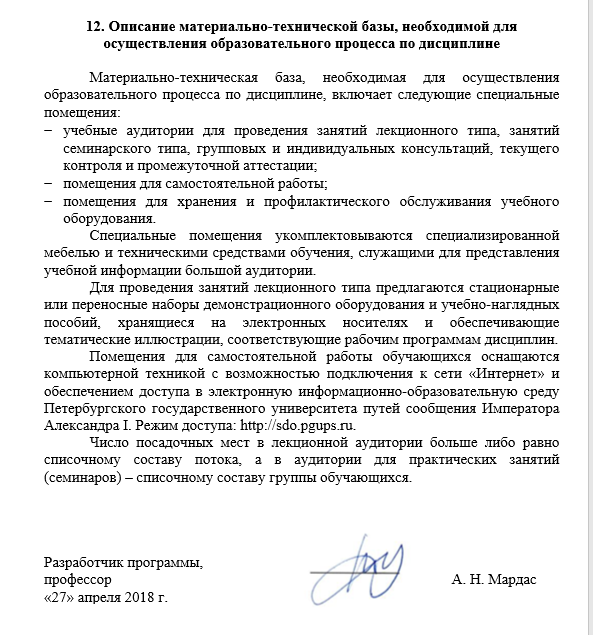 12. Описание материально-технической базы, необходимой для
осуществления образовательного процесса по дисциплине
Материально-техническая база, необходимая для осуществления
образовательного процесса по дисциплине, включает следующие специальные
помещения:
− учебные аудитории для проведения занятий лекционного типа, занятий
семинарского типа, групповых и индивидуальных консультаций, текущего
контроля и промежуточной аттестации;
− помещения для самостоятельной работы;
− помещения для хранения и профилактического обслуживания учебного
оборудования.
Специальные помещения укомплектовываются специализированной
мебелью и техническими средствами обучения, служащими для представления
учебной информации большой аудитории.
Для проведения занятий лекционного типа предлагаются стационарные
или переносные наборы демонстрационного оборудования и учебно-наглядных
пособий, хранящиеся на электронных носителях и обеспечивающие
тематические иллюстрации, соответствующие рабочим программам дисциплин.
Помещения для самостоятельной работы обучающихся оснащаются
компьютерной техникой с возможностью подключения к сети «Интернет» и
обеспечением доступа в электронную информационно-образовательную среду
Петербургского государственного университета путей сообщения Императора
Александра I. Режим доступа: http://sdo.pgups.ru.
Число посадочных мест в лекционной аудитории больше либо равно
списочному составу потока, а в аудитории для практических занятий
(семинаров) – списочному составу группы обучающихся.
Разработчик программы,
профессор А. Н. Мардас
«27» апреля 2018 г.